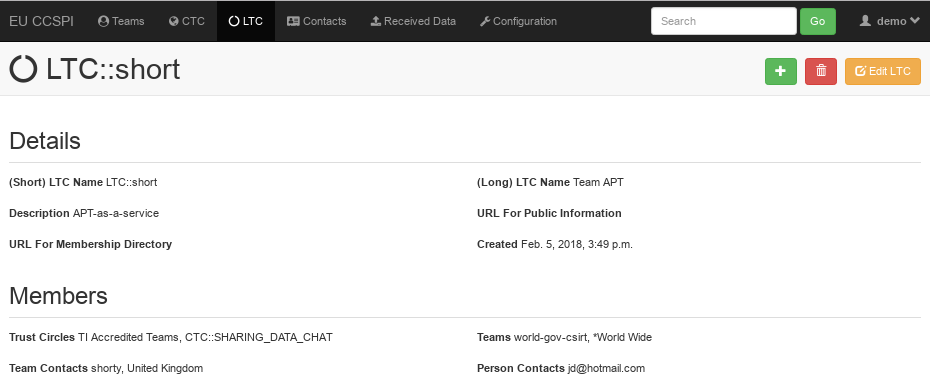 EU CCSPI Teams CTC LTC Contacts Received Data Configuration Search Go demo
LTC::short Edit LTC
Details
(Short) LTC Name LTC::short (Long) LTC Name Team APT
Description APT-as-a-service URL For Public Information
URL For Membership Directory Created Feb. 5, 2018, 3:49 p.m.
Members
Trust Circles TI Accredited Teams, CTC::SHARING_DATA_CHAT Teams world-gov-csirt, *World Wide
Team Contacts shorty, United Kingdom Person Contacts jd@hotmail.com